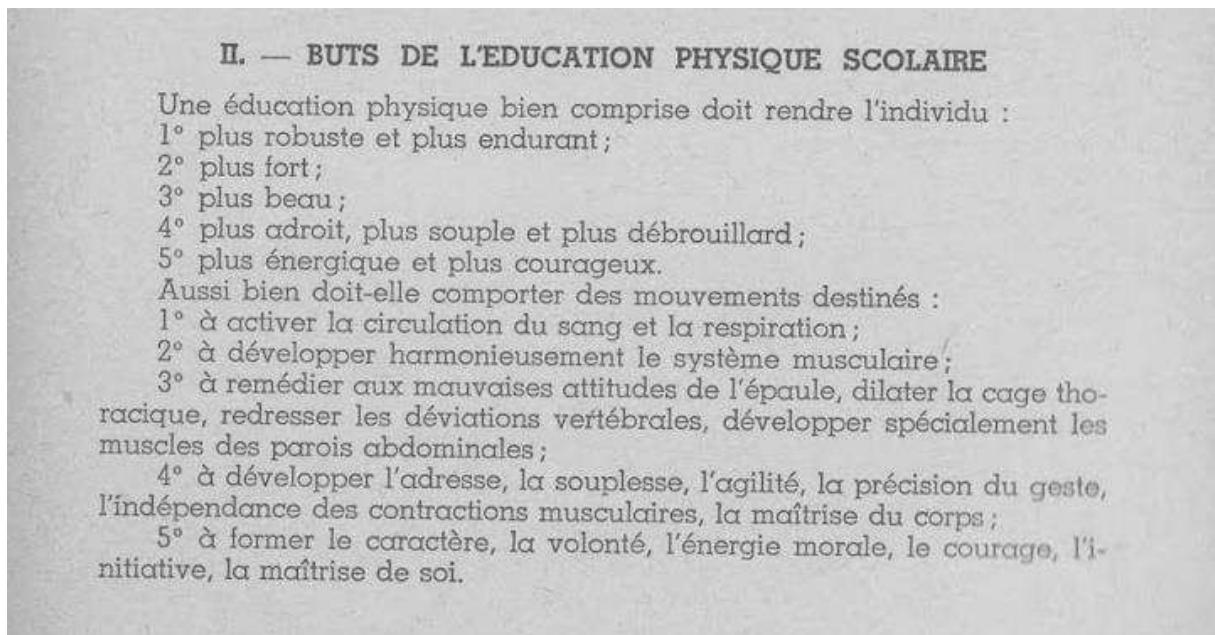 II. — BUTS DE L'EDUCATION PHYSIQUE SCOLAIRE
Une éducation physique bien comprise doit rendre l'individu :
1° plus robuste et plus endurant ;
2° plus fort ;
3° plus beau ;
4° plus adroit, plus souple et plus débrouillard ;
5° plus énergique et plus courageux.
Aussi bien doit-elle comporter des mouvements destinés :
1° à activer la circulation du sang et la respiration ;
2° à développer harmonieusement le système musculaire ;
3° à remédier aux mauvaises attitudes de l'épaule, dilater la cage tho-
racique, redresser les déviations vertébrales, développer spécialement les
muscles des parois abdominales ;
4° à développer l'adresse, la souplesse, l'agilité, la précision du geste,
l'indépendance des contractions musculaires, la maîtrise du corps ;
5° à former le caractère, la volonté, l'énergie morale, le courage, l'i-
nitiative, la maîtrise de soi.